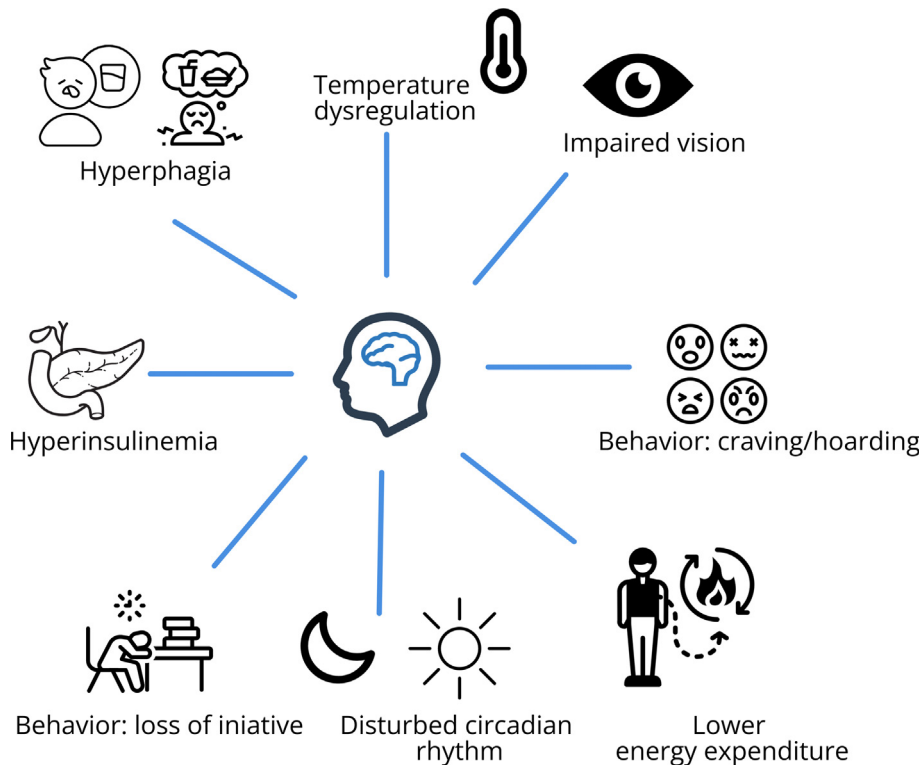 Temperature
dysregulation
Impaired vision
Hyperphagia
Hyperinsulinemia
Behavior: craving/hoarding
Behavior: loss of iniative
Disturbed circadian
rhythm
Lower
energy expenditure